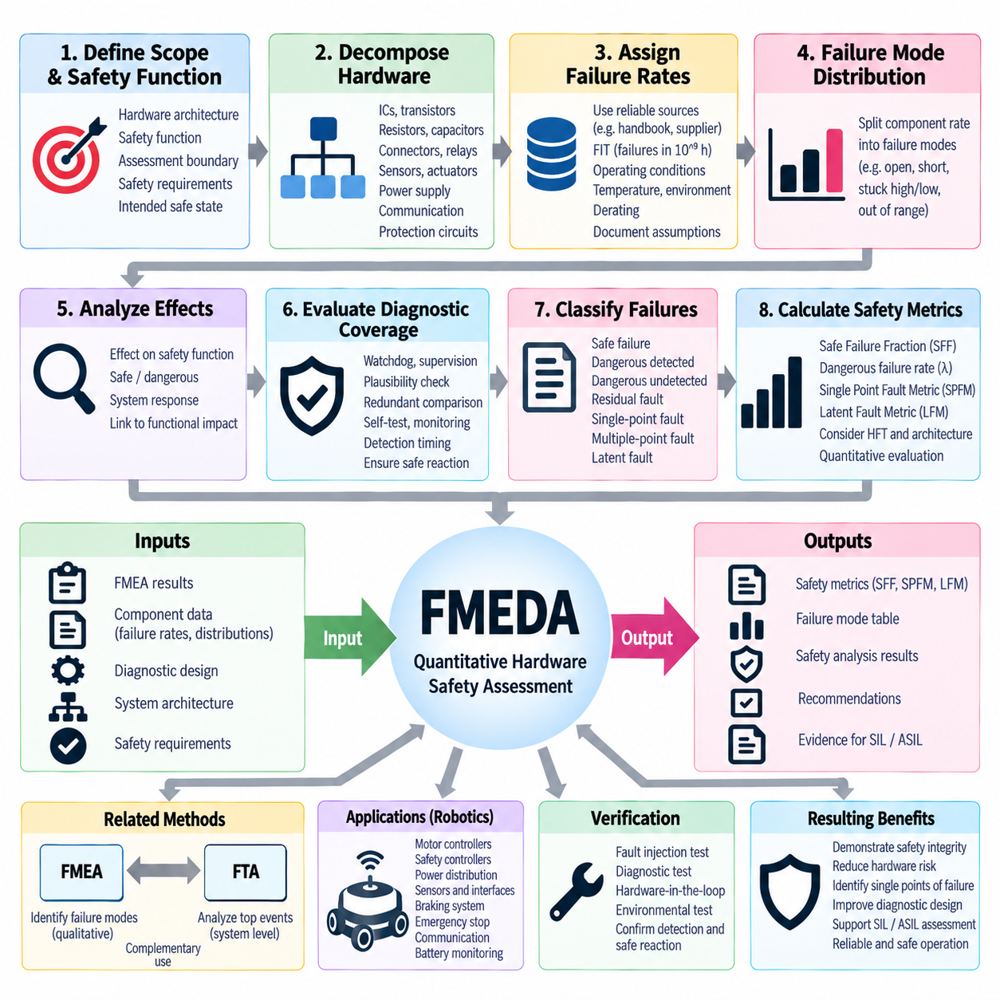 1. Define Scope
& Safety Function
Hardware architecture
Safety function
Assessment boundary
Safety requirements
Intended safe state
2. Decompose
Hardware
ICs, transistors
Resistors, capacitors
Connectors, relays
Sensors, actuators
Power supply
Communication
Protection circuits
3. Assign
Failure Rates
Use reliable sources
(e.g. handbook, supplier)
FIT (failures in 10^⁹ h)
Operating conditions
Temperature, environment
Derating
Document assumptions
4. Failure Mode
Distribution
Split component rate
into failure modes
(e.g. open, short,
stuck high/low,
out of range)
5. Analyze Effects
Effect on safety function
Safe / dangerous
System response
Link to functional impact
6. Evaluate Diagnostic
Coverage
Watchdog, supervision
Plausibility check
Redundant comparison
Self-test, monitoring
Detection timing
Ensure safe reaction
7. Classify Failures
Safe failure
Dangerous detected
Dangerous undetected
Residual fault
Single-point fault
Multiple-point fault
Latent fault
8. Calculate Safety Metrics
Safe Failure Fraction (SFF)
Dangerous failure rate (λ)
Single Point Fault Metric (SPFM)
Latent Fault Metric (LFM)
Consider HFT and architecture
Quantitative evaluation
Inputs
FMEA results
Component data
(failure rates, distributions)
Diagnostic design
System architecture
Safety requirements
Input
FMEDA
Quantitative Hardware
Safety Assessment
Output
Outputs
Safety metrics (SFF, SPFM, LFM)
Failure mode table
Safety analysis results
Recommendations
Evidence for SIL / ASIL
Related Methods
FMEA
FTA
Identify failure modes
(qualitative)
Analyze top events
(system level)
Complementary
use
Applications (Robotics)
Motor controllers
Safety controllers
Power distribution
Sensors and interfaces
Braking system
Emergency stop
Communication
Battery monitoring
Verification
Fault injection test
Diagnostic test
Hardware-in-the-loop
Environmental test
Confirm detection and
safe reaction
Resulting Benefits
Demonstrate safety integrity
Reduce hardware risk
Identify single points of failure
Improve diagnostic design
Support SIL / ASIL assessment
Reliable and safe operation